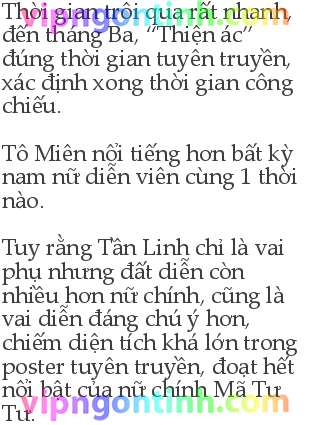 Thời gian trôi qua rất nhanh,
đến tháng Ba, “Thiện ác”
đúng thời gian tuyên truyền,
xác định xong thời gian công
chiếu.
Tô Miên nổi tiếng hơn bất kỳ
nam nữ diễn viên cùng 1 thời
nào.
Tuy rằng Tần Linh chỉ là vai
phụ nhưng đất diễn còn
nhiều hơn nữ chính, cũng là
vai diễn đáng chú ý hơn,
chiếm diện tích khá lớn trong
poster tuyên truyền, đoạt hết
nổi bật của nữ chính Mã Tư
Tư.
vipngontinh.com
vipngontinh.com